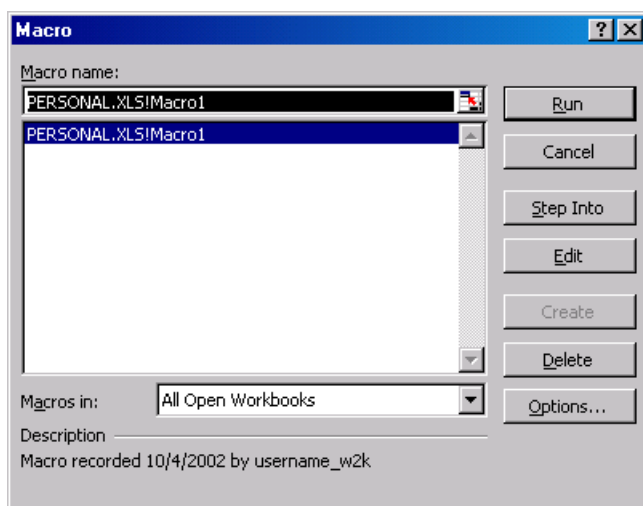 Macro
Macro name:
PERSONAL.XLS!Macro1
PERSONAL.XLS!Macro1
Run
Cancel
Step Into
Edit
Create
Delete
Options...
Macros in:
All Open Workbooks
Description
Macro recorded 10/4/2002 by username_w2k